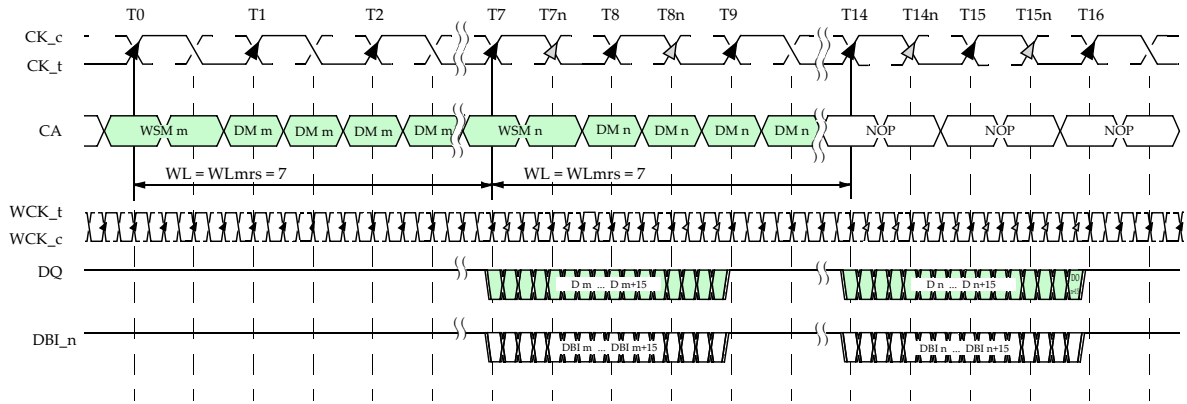 T0 T1 T2 T7 T7n T8 T8n T9 T14 T14n T15 T15n T16
CK_c
CK_t
CA WSM m DM m DM m DM m DM m WSM n DM n DM n DM n DM n NOP NOP NOP
WL = WLmrs = 7 WL = WLmrs = 7
WCK_t
WCK_c
DQ D m ... D m+15 D n ... D n+15
DBI_n DBI m ... DBI m+15 DBI n ... DBI n+15